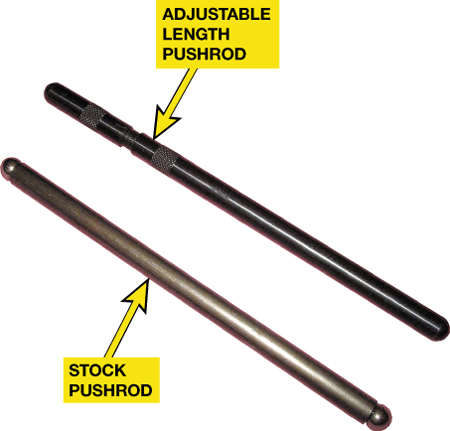 ADJUSTABLE
LENGTH
PUSHROD
STOCK
PUSHROD